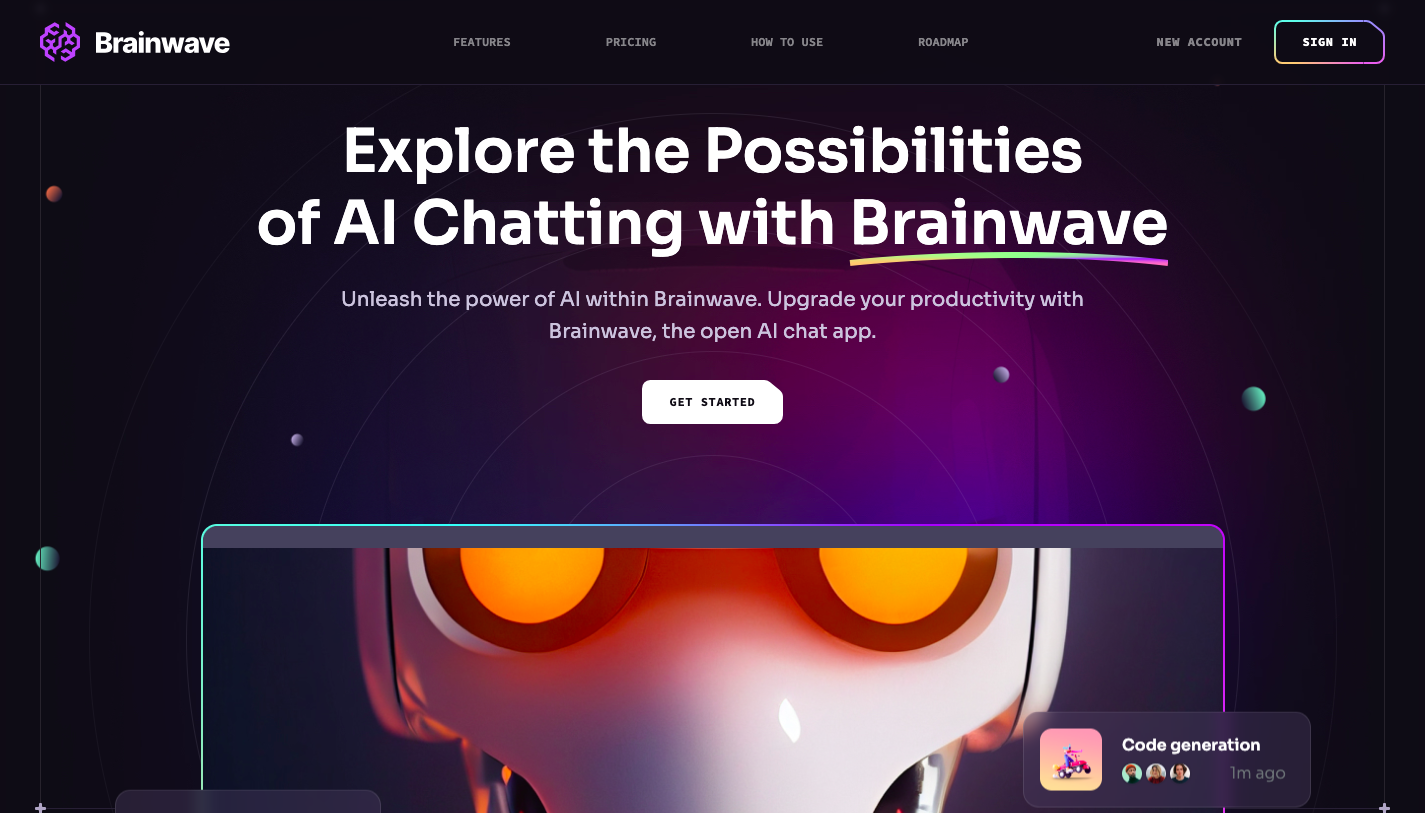 Brainwave
FEATURES
PRICING
HOW TO USE
ROADMAP
NEW ACCOUNT
SIGN IN
Explore the Possibilities
of AI Chatting with Brainwave
Unleash the power of AI within Brainwave. Upgrade your productivity with
Brainwave, the open AI chat app.
GET STARTED
Code generation
1m ago